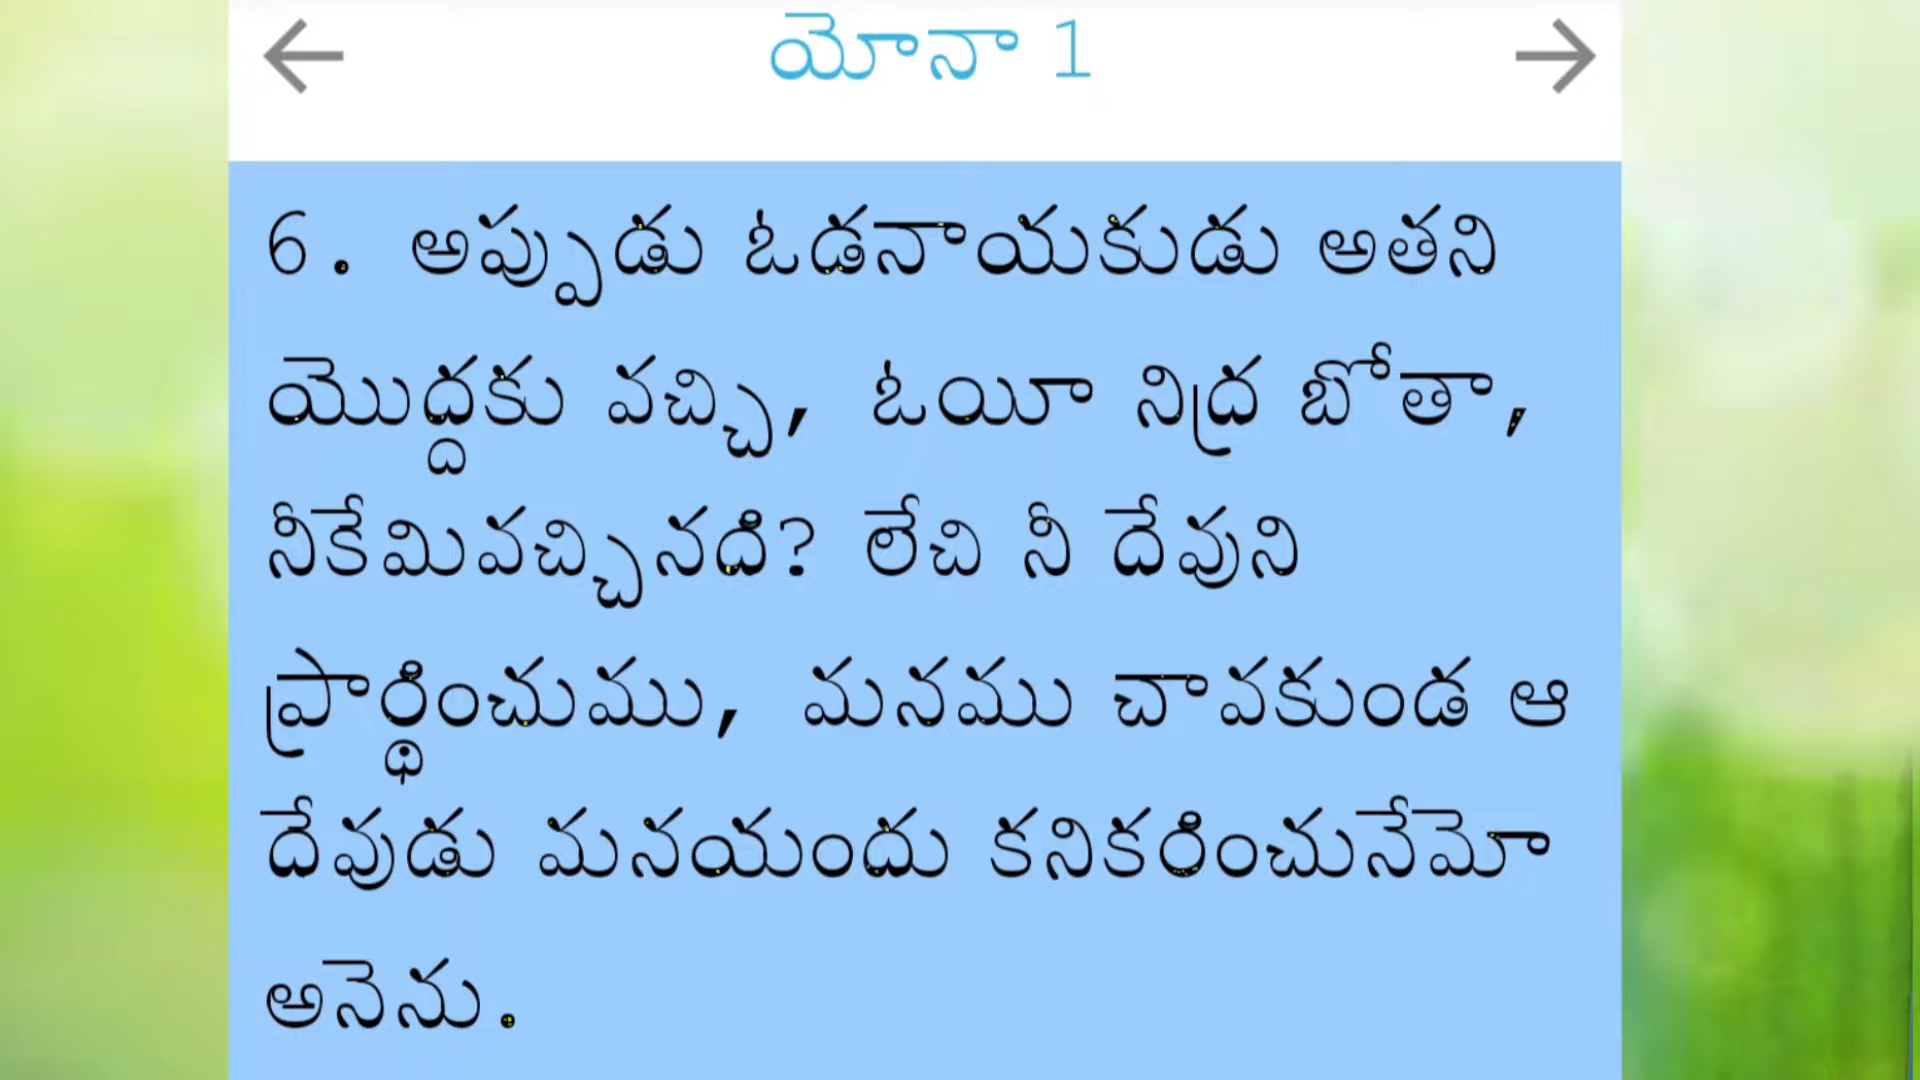 యోనా 1
6. అప్పుడు ఓడనాయకుడు అతని
యొద్దకు వచ్చి, ఓయీ నిద్ర బోతా,
నీకేమివచ్చినది? లేచి నీ దేవుని
ప్రార్థించుము, మనము చావకుండ ఆ
దేవుడు మనయందు కనికరించునేమో
అనెను.